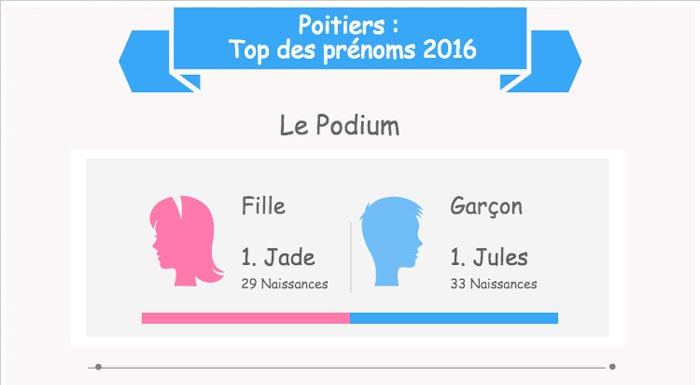 Poitiers :
Top des prénoms 2016
Le Podium
Fille
1. Jade
29 Naissances
Garçon
1. Jules
33 Naissances